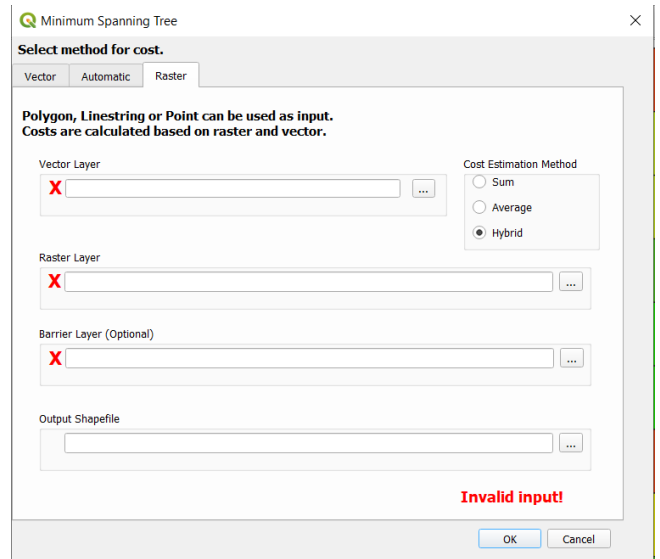 Minimum Spanning Tree
Select method for cost.
Vector Automatic Raster
Polygon, Linestring or Point can be used as input.
Costs are calculated based on raster and vector.
Vector Layer
X ...
Cost Estimation Method
Sum
Average
Hybrid
Raster Layer
X ...
Barrier Layer (Optional)
X ...
Output Shapefile
...
Invalid input!
OK Cancel